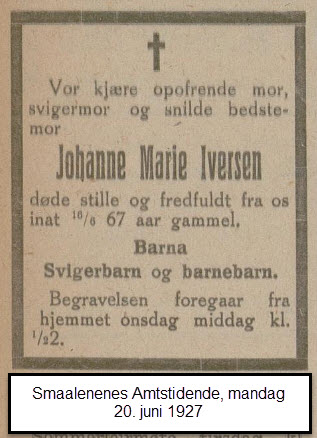 Vor kjære opofrende mor,
svigermor og snilde bedste-
mor
Johanne Marie Iversen
døde stille og fredfuldt fra os
inat 16/6 67 aar gammel.
Barna
Svigerbarn og barnebarn.
Begravelsen foregaar fra
hjemmet onsdag middag kl.
1/22.
Smaalenenes Amtstidende, mandag
20. juni 1927